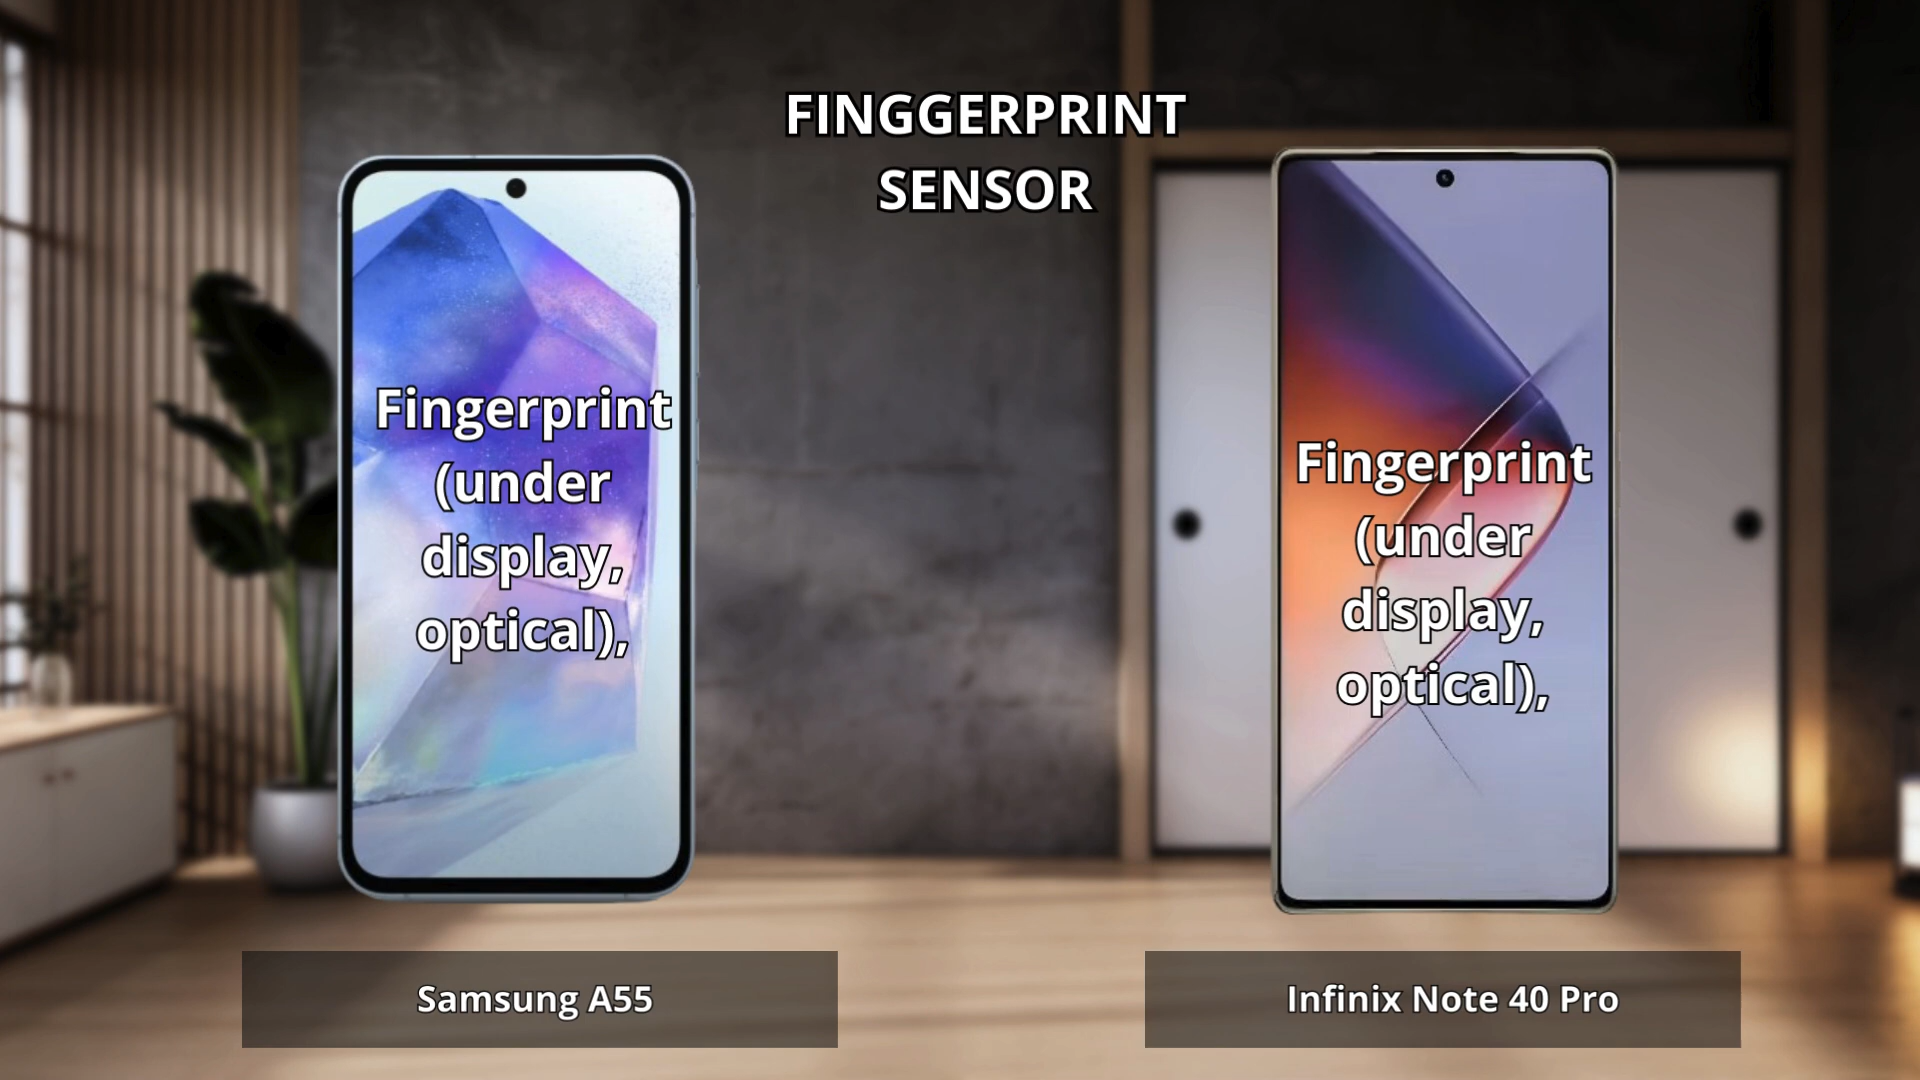 FINGGERPRINT
SENSOR
Fingerprint
(under
display,
optical),
Fingerprint
(under
display,
optical),
Samsung A55
Infinix Note 40 Pro